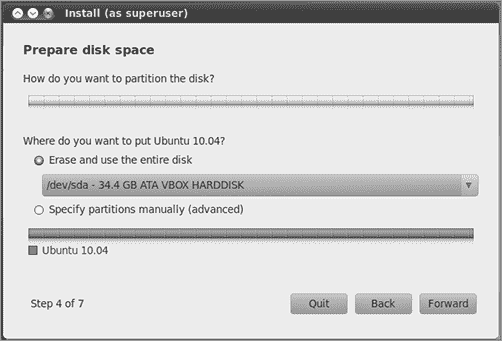 Install (as superuser)
Prepare disk space
How do you want to partition the disk?
Where do you want to put Ubuntu 10.04?
Erase and use the entire disk
/dev/sda - 34.4 GB ATA VBOX HARDDISK
Specify partitions manually (advanced)
Ubuntu 10.04
Step 4 of 7
Quit
Back
Forward